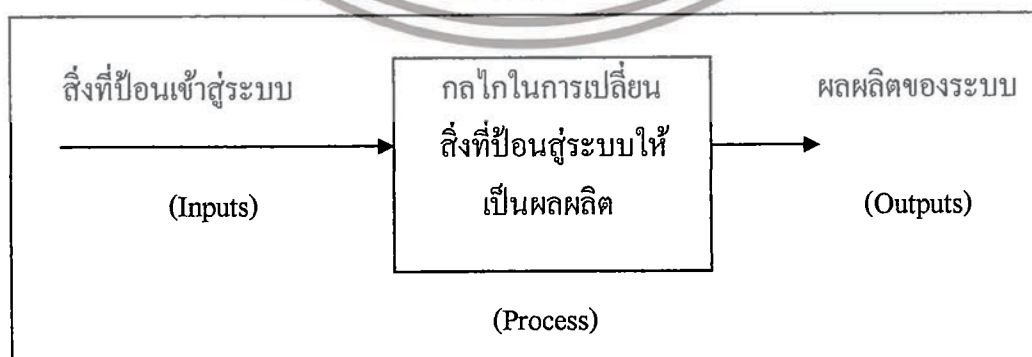 สิ่งที่ป้อนเข้าสู่ระบบ
กลไกในการเปลี่ยน
ผลผลิตของระบบ
สิ่งที่ป้อนสู่ระบบให้
เป็นผลผลิต
(Inputs)
(Outputs)
(Process)